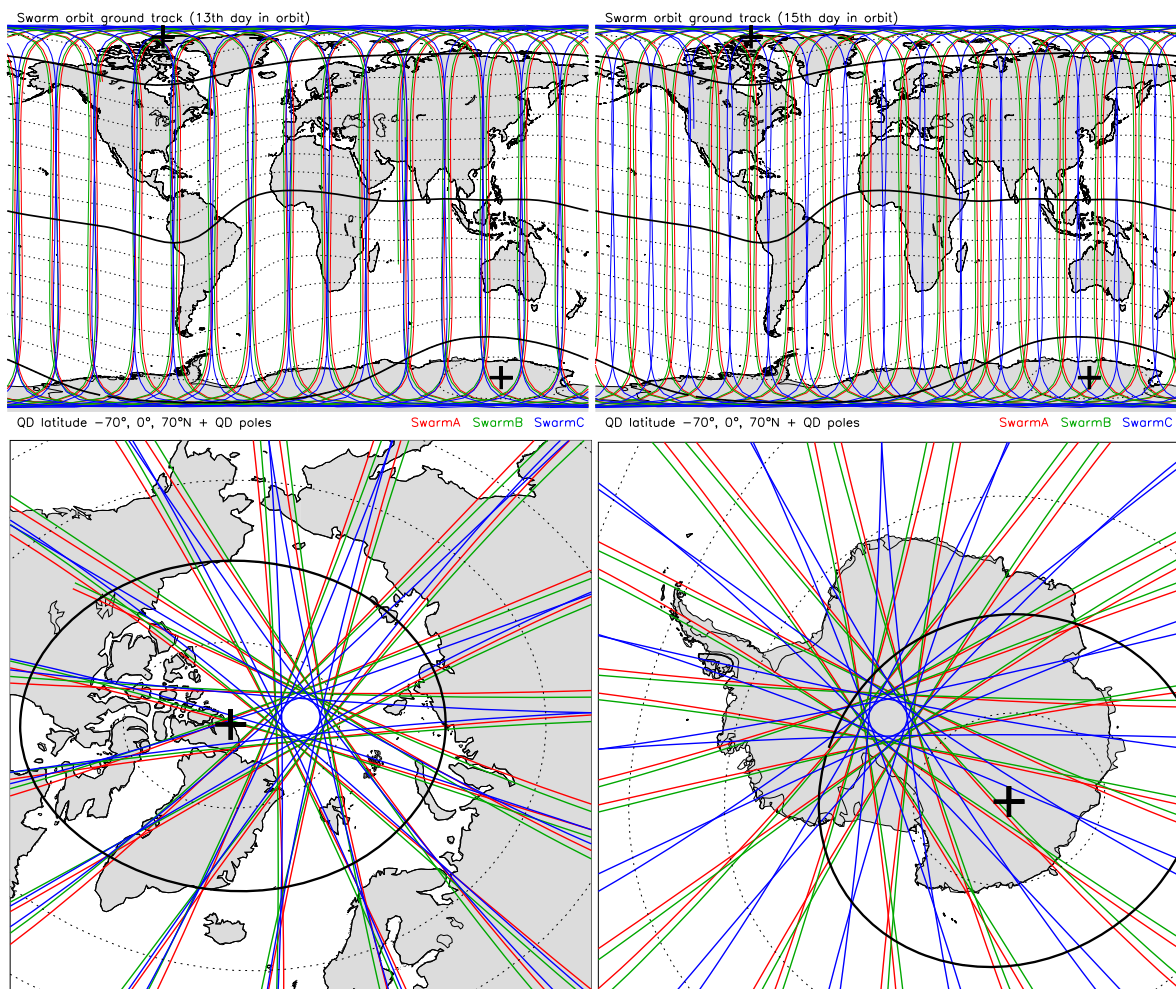 Swarm orbit ground track (13th day in orbit)
Swarm orbit ground track (15th day in orbit)
QD latitude −70°, 0°, 70°N + QD poles SwarmA SwarmB SwarmC
QD latitude −70°, 0°, 70°N + QD poles SwarmA SwarmB SwarmC